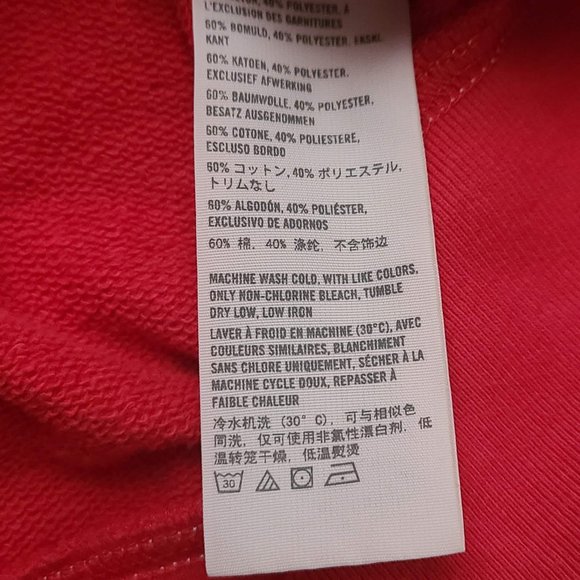 40% POLYESTER, À
L'EXCLUSION DES GARNITURES
60% BOMULD, 40% POLYESTER, EKSKL.
KANT
60% KATOEN, 40% POLYESTER,
EXCLUSIEF AFWERKING
60% BAUMWOLLE, 40% POLYESTER,
BESATZ AUSGENOMMEN
60% COTONE, 40% POLIESTERE,
ESCLUSO BORDO
60% コットン, 40% ポリエステル,
トリムなし
60% ALGODÓN, 40% POLIÉSTER,
EXCLUSIVO DE ADORNOS
60% 棉, 40% 涤纶, 不含饰边
MACHINE WASH COLD, WITH LIKE COLORS,
ONLY NON-CHLORINE BLEACH, TUMBLE
DRY LOW, LOW IRON
LAVER À FROID EN MACHINE (30°C), AVEC
COULEURS SIMILAIRES, BLANCHIMENT
SANS CHLORE UNIQUEMENT, SÉCHER À LA
MACHINE CYCLE DOUX, REPASSER À
FAIBLE CHALEUR
冷水机洗 (30° C), 可与相似色
同洗, 仅可使用非氯性漂白剂, 低
温转笼干燥, 低温熨烫
30